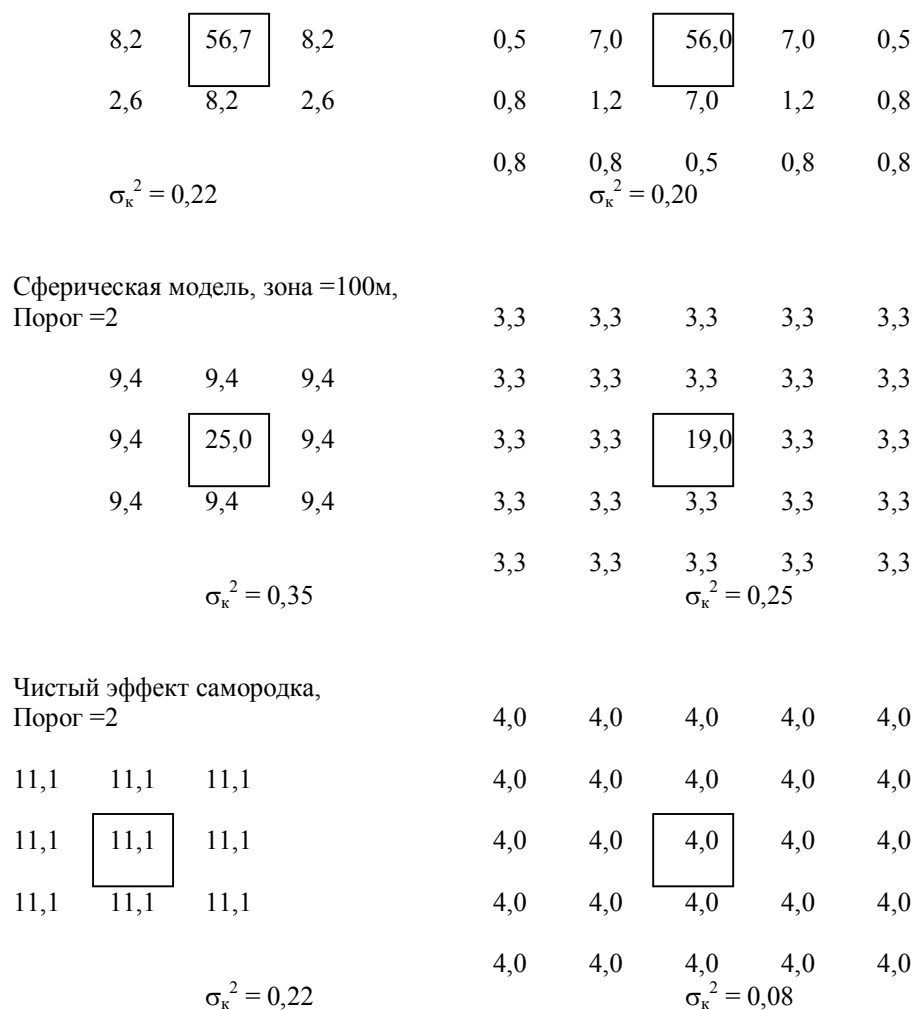 8,2 56,7 8,2 0,5 7,0 56,0 7,0 0,5
2,6 8,2 2,6 0,8 1,2 7,0 1,2 0,8
0,8 0,8 0,5 0,8 0,8
σк² = 0,22 σк² = 0,20
Сферическая модель, зона =100м,
Порог =2 3,3 3,3 3,3 3,3 3,3
9,4 9,4 9,4 3,3 3,3 3,3 3,3 3,3
9,4 25,0 9,4 3,3 3,3 19,0 3,3 3,3
9,4 9,4 9,4 3,3 3,3 3,3 3,3 3,3
3,3 3,3 3,3 3,3 3,3
σк² = 0,35 σк² = 0,25
Чистый эффект самородка,
Порог =2 4,0 4,0 4,0 4,0 4,0
11,1 11,1 11,1 4,0 4,0 4,0 4,0 4,0
11,1 11,1 11,1 4,0 4,0 4,0 4,0 4,0
11,1 11,1 11,1 4,0 4,0 4,0 4,0 4,0
4,0 4,0 4,0 4,0 4,0
σк² = 0,22 σк² = 0,08